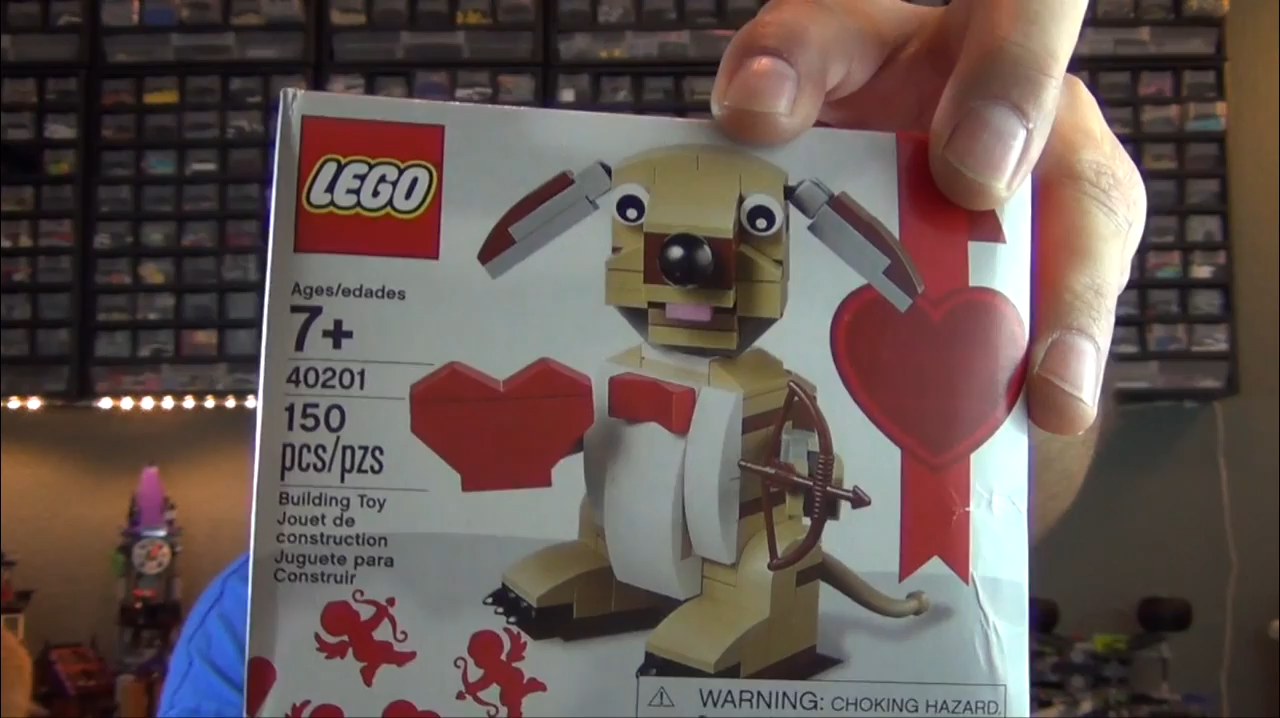 LEGO
Ages/edades
7+
40201
150
pcs/pzs
Building Toy
Jouet de
construction
Juguete para
Construir
WARNING: CHOKING HAZARD.